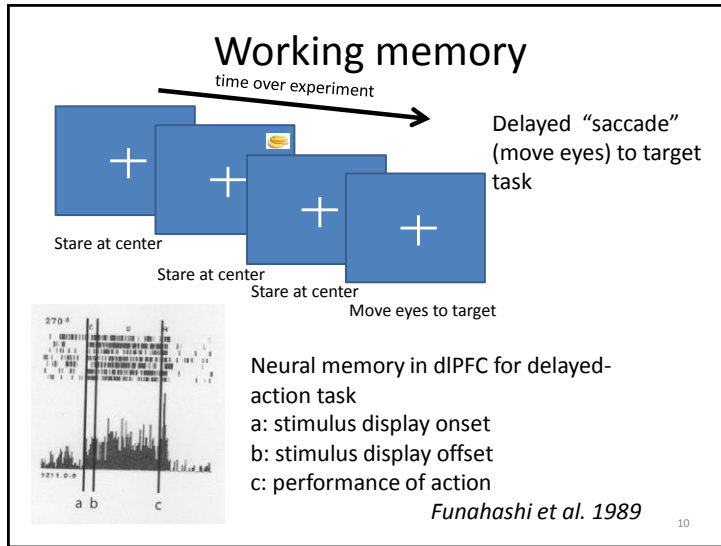 Working memory
time over experiment
Delayed “saccade”
(move eyes) to target
task
Stare at center
Stare at center
Stare at center
Move eyes to target
270-
C D R
Neural memory in dlPFC for delayed-
action task
a: stimulus display onset
b: stimulus display offset
c: performance of action
a b c
Funahashi et al. 1989
10